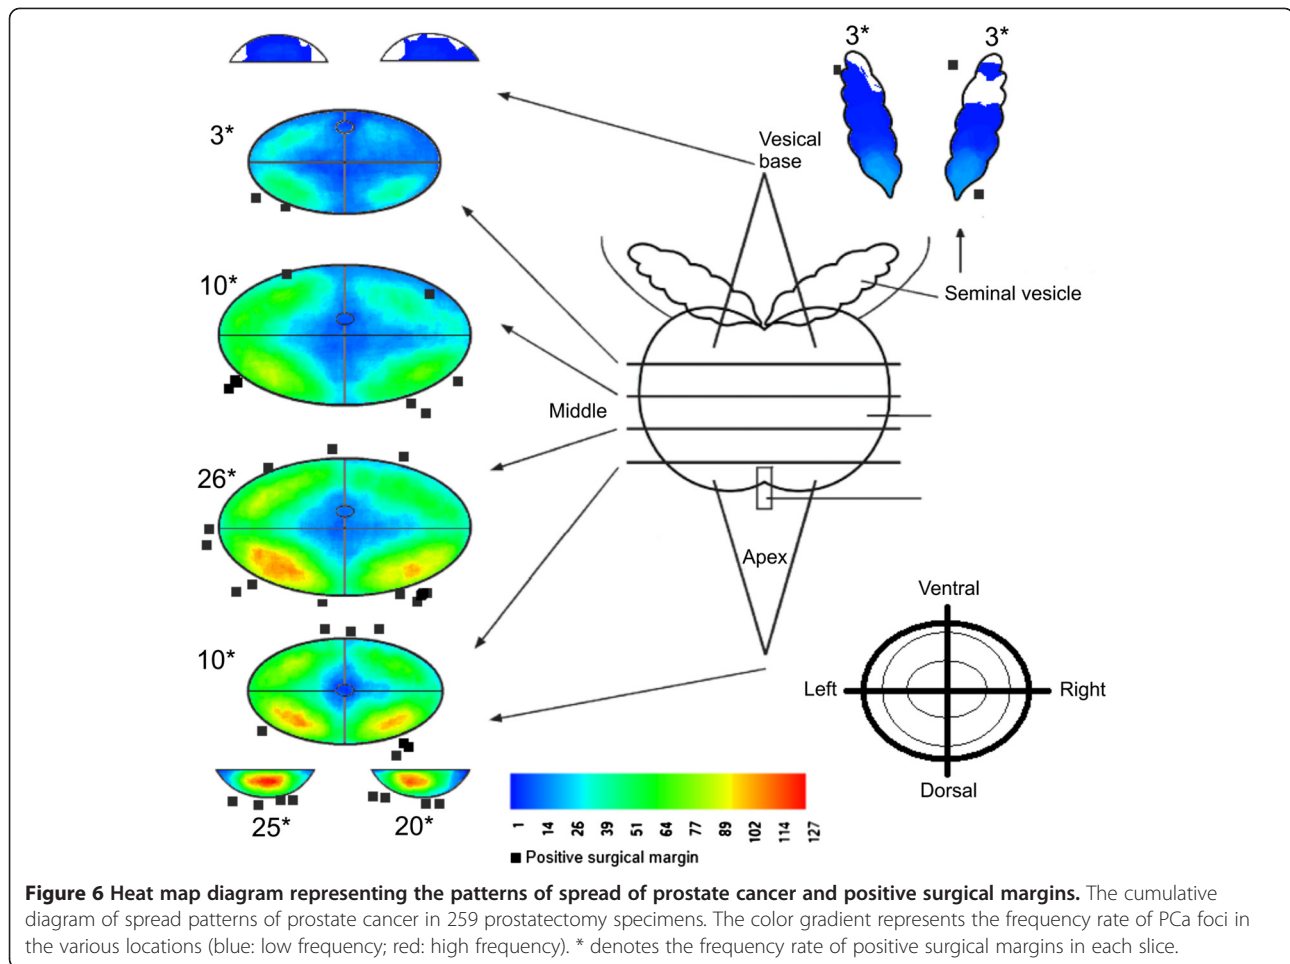 3*
3*
3*
Vesical
base
10*
Seminal vesicle
Middle
26*
Apex
Ventral
10*
Left
Right
Dorsal
25*
20*
1 14 26 39 51 64 77 89 102 114 127
Positive surgical margin
Figure 6 Heat map diagram representing the patterns of spread of prostate cancer and positive surgical margins. The cumulative
diagram of spread patterns of prostate cancer in 259 prostatectomy specimens. The color gradient represents the frequency rate of PCa foci in
the various locations (blue: low frequency; red: high frequency). * denotes the frequency rate of positive surgical margins in each slice.